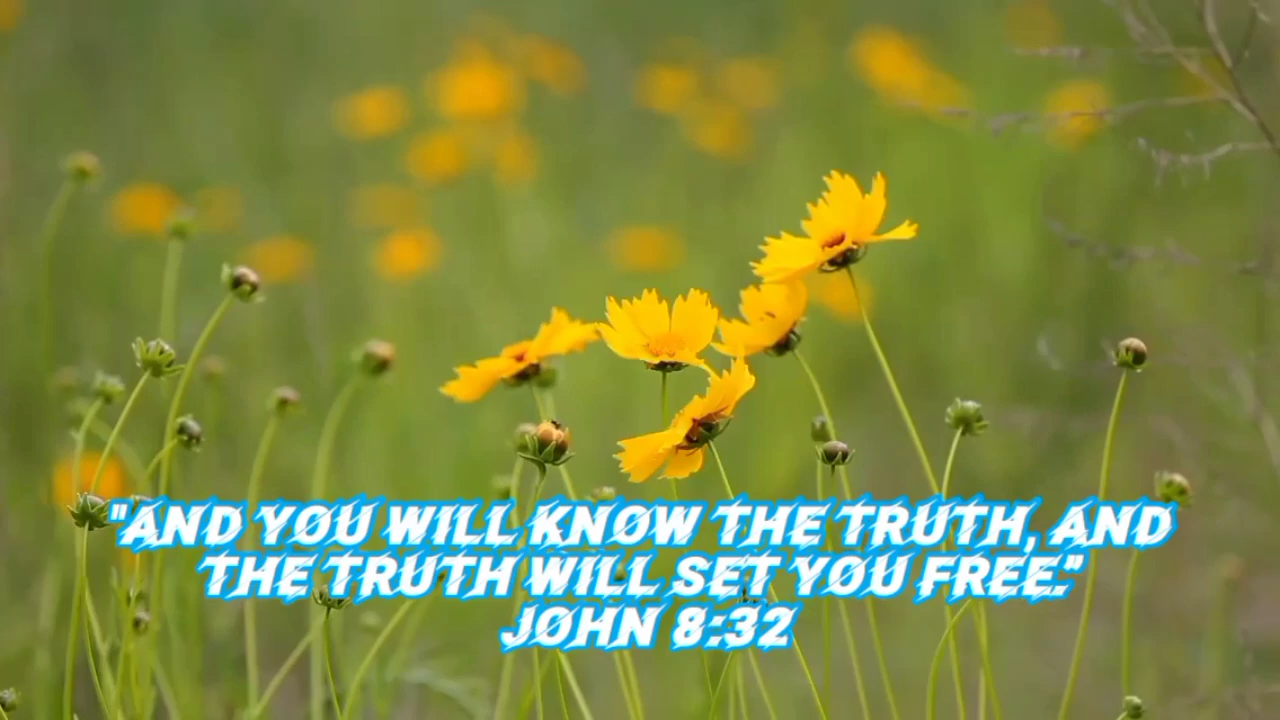 "AND YOU WILL KNOW THE TRUTH, AND
THE TRUTH WILL SET YOU FREE."
JOHN 8:32